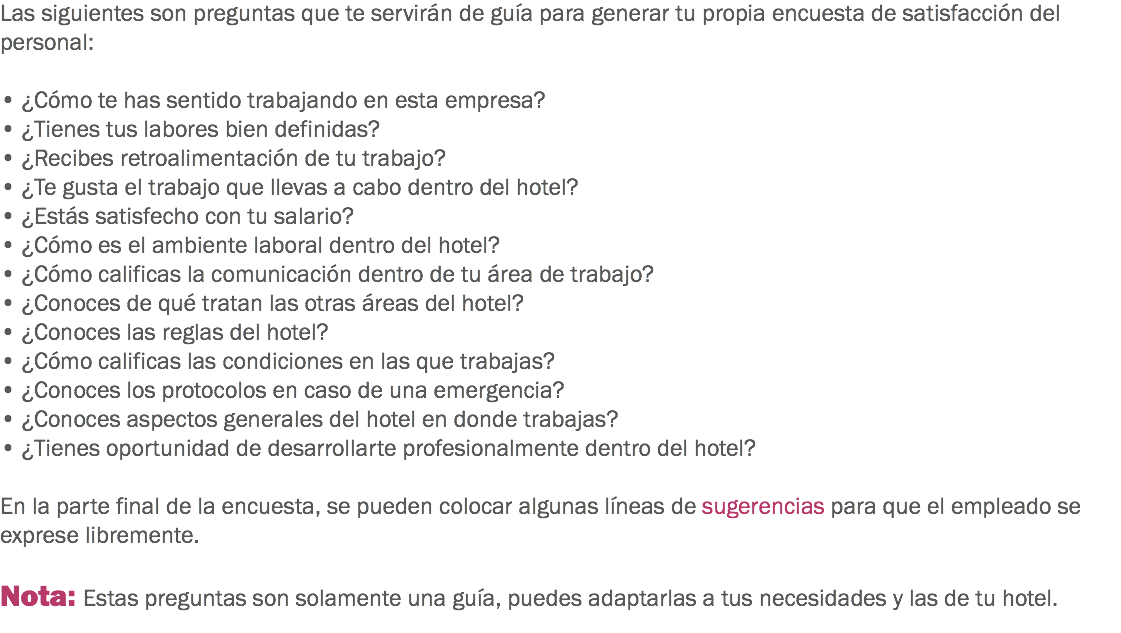 Las siguientes son preguntas que te servirán de guía para generar tu propia encuesta de satisfacción del
personal:
• ¿Cómo te has sentido trabajando en esta empresa?
• ¿Tienes tus labores bien definidas?
• ¿Recibes retroalimentación de tu trabajo?
• ¿Te gusta el trabajo que llevas a cabo dentro del hotel?
• ¿Estás satisfecho con tu salario?
• ¿Cómo es el ambiente laboral dentro del hotel?
• ¿Cómo calificas la comunicación dentro de tu área de trabajo?
• ¿Conoces de qué tratan las otras áreas del hotel?
• ¿Conoces las reglas del hotel?
• ¿Cómo calificas las condiciones en las que trabajas?
• ¿Conoces los protocolos en caso de una emergencia?
• ¿Conoces aspectos generales del hotel en donde trabajas?
• ¿Tienes oportunidad de desarrollarte profesionalmente dentro del hotel?
En la parte final de la encuesta, se pueden colocar algunas líneas de sugerencias para que el empleado se
exprese libremente.
Nota: Estas preguntas son solamente una guía, puedes adaptarlas a tus necesidades y las de tu hotel.